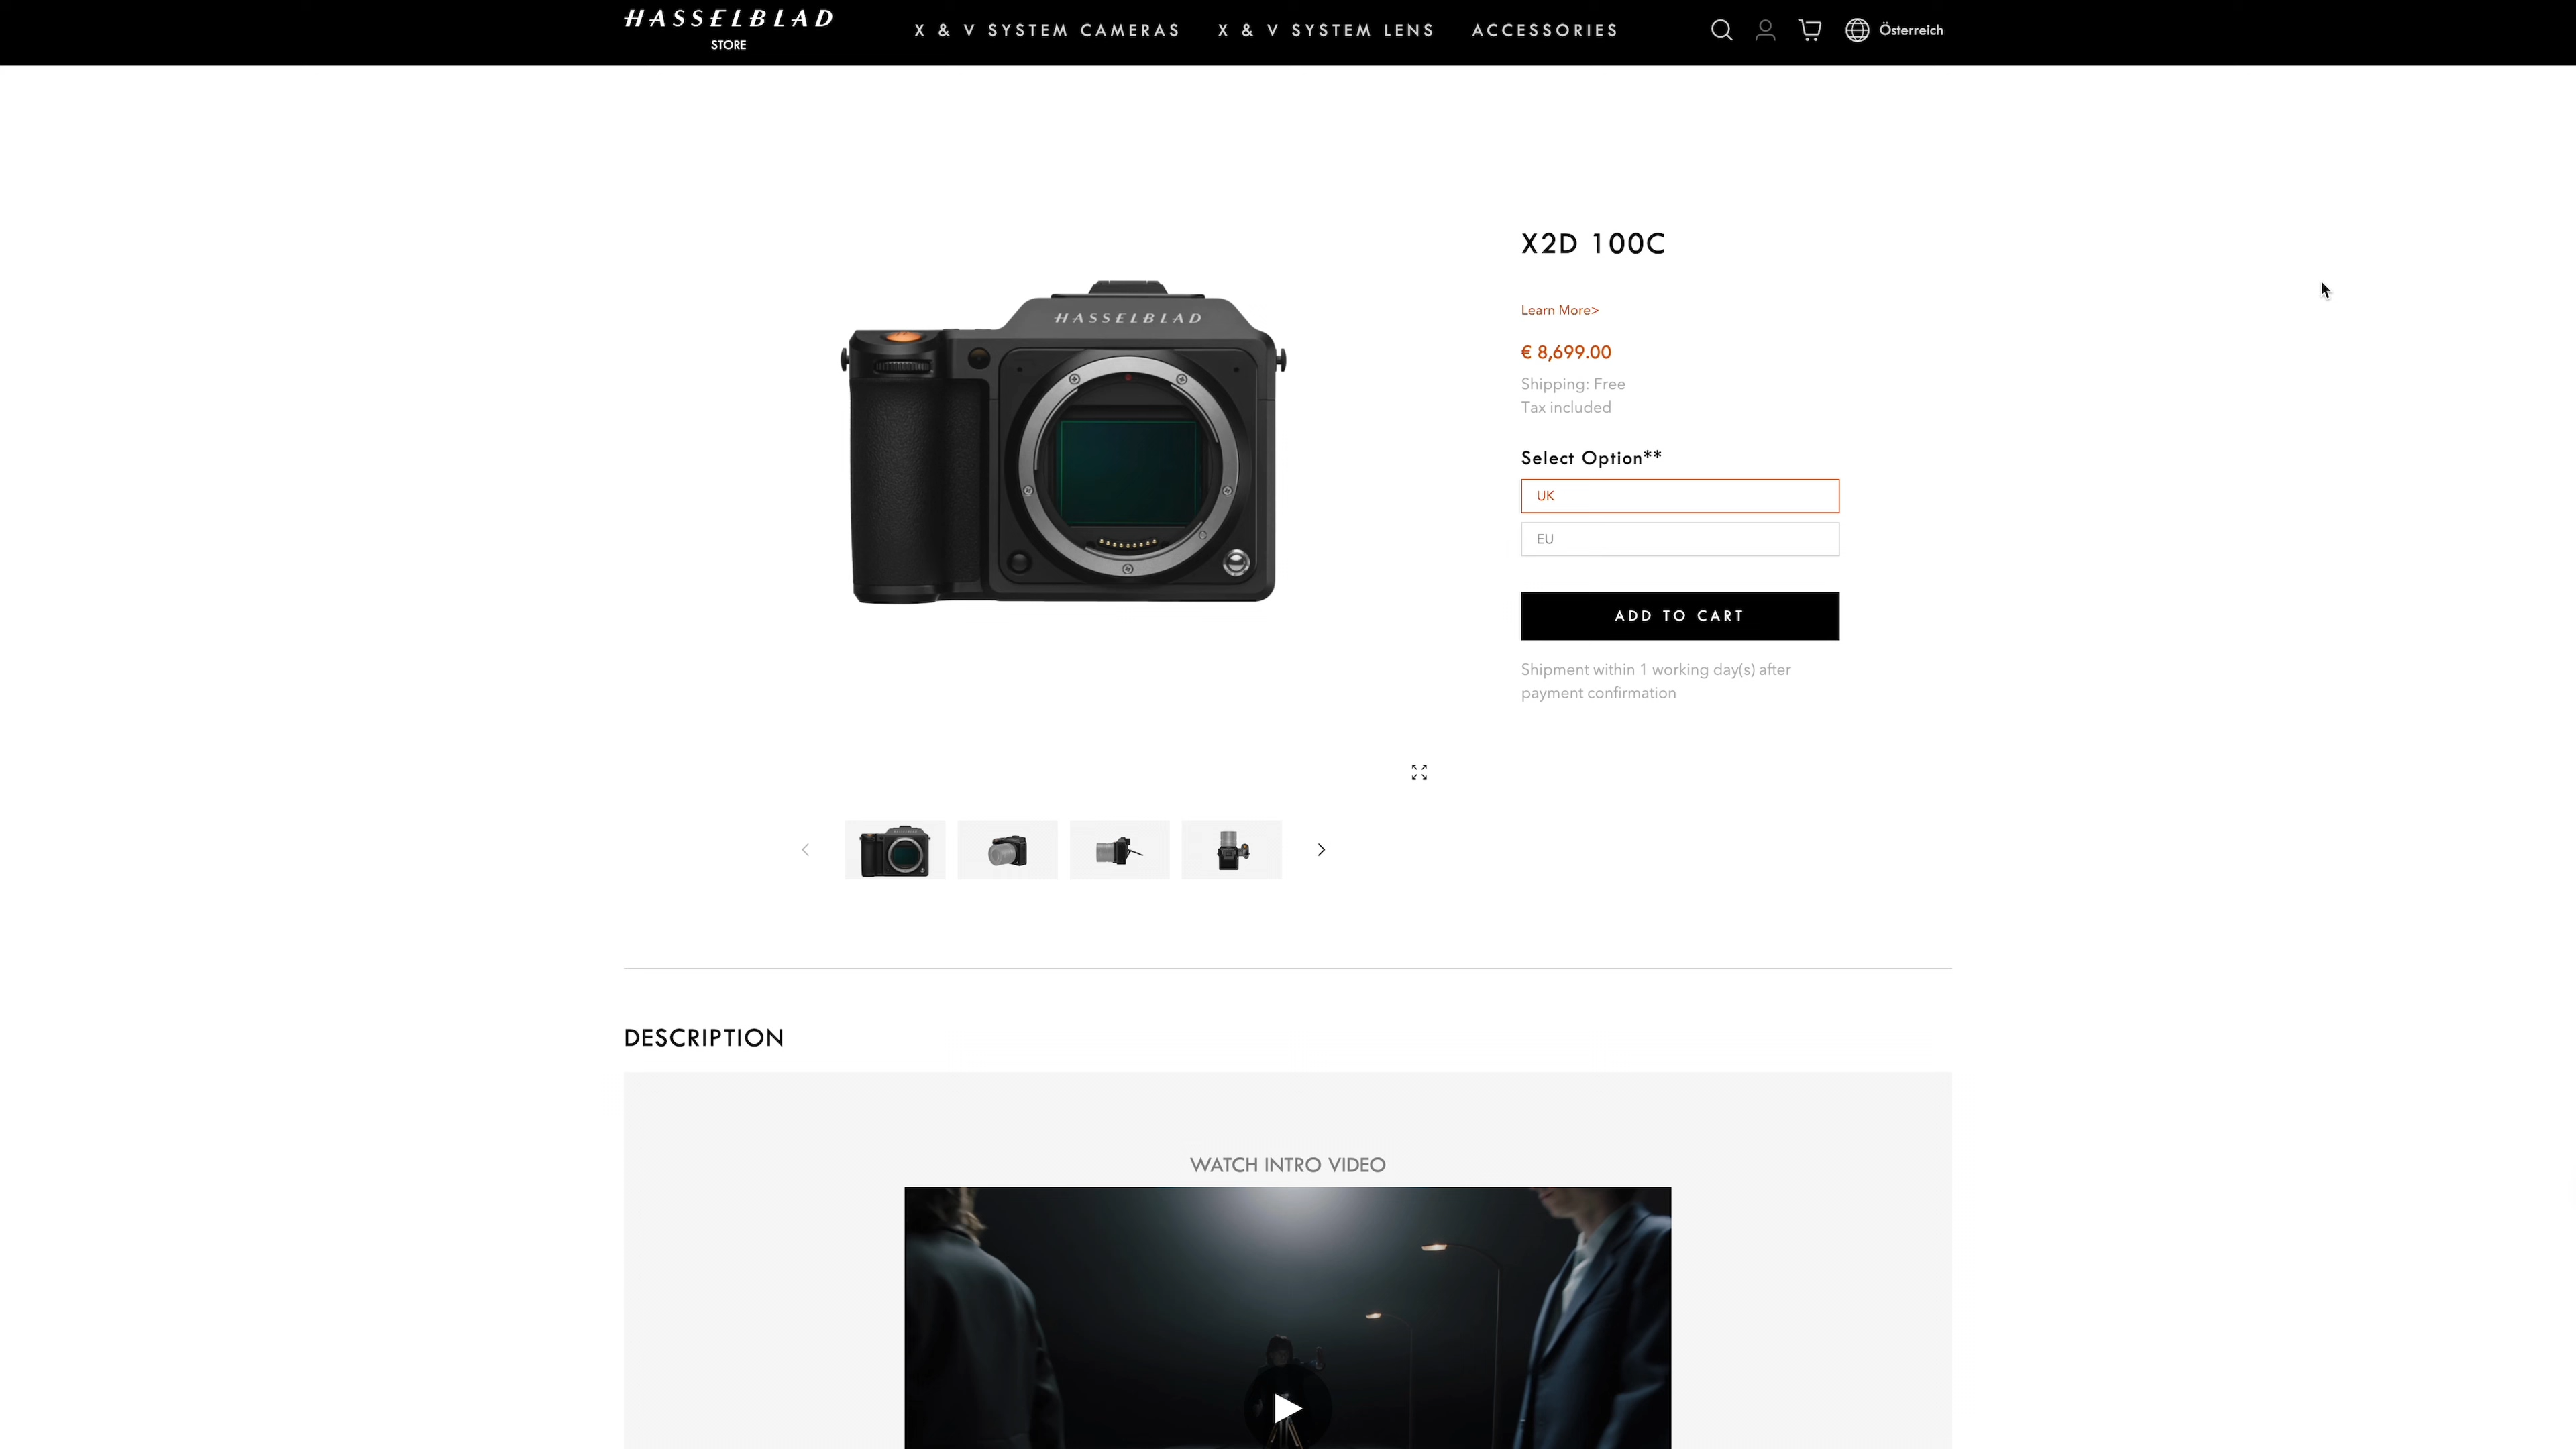 HASSELBLAD
STORE
X & V SYSTEM CAMERAS
X & V SYSTEM LENS
ACCESSORIES
Österreich
HASSELBLAD
X2D 100C
Learn More>
€ 8,699.00
Shipping: Free
Tax included
Select Option**
UK
EU
ADD TO CART
Shipment within 1 working day(s) after
payment confirmation
DESCRIPTION
WATCH INTRO VIDEO